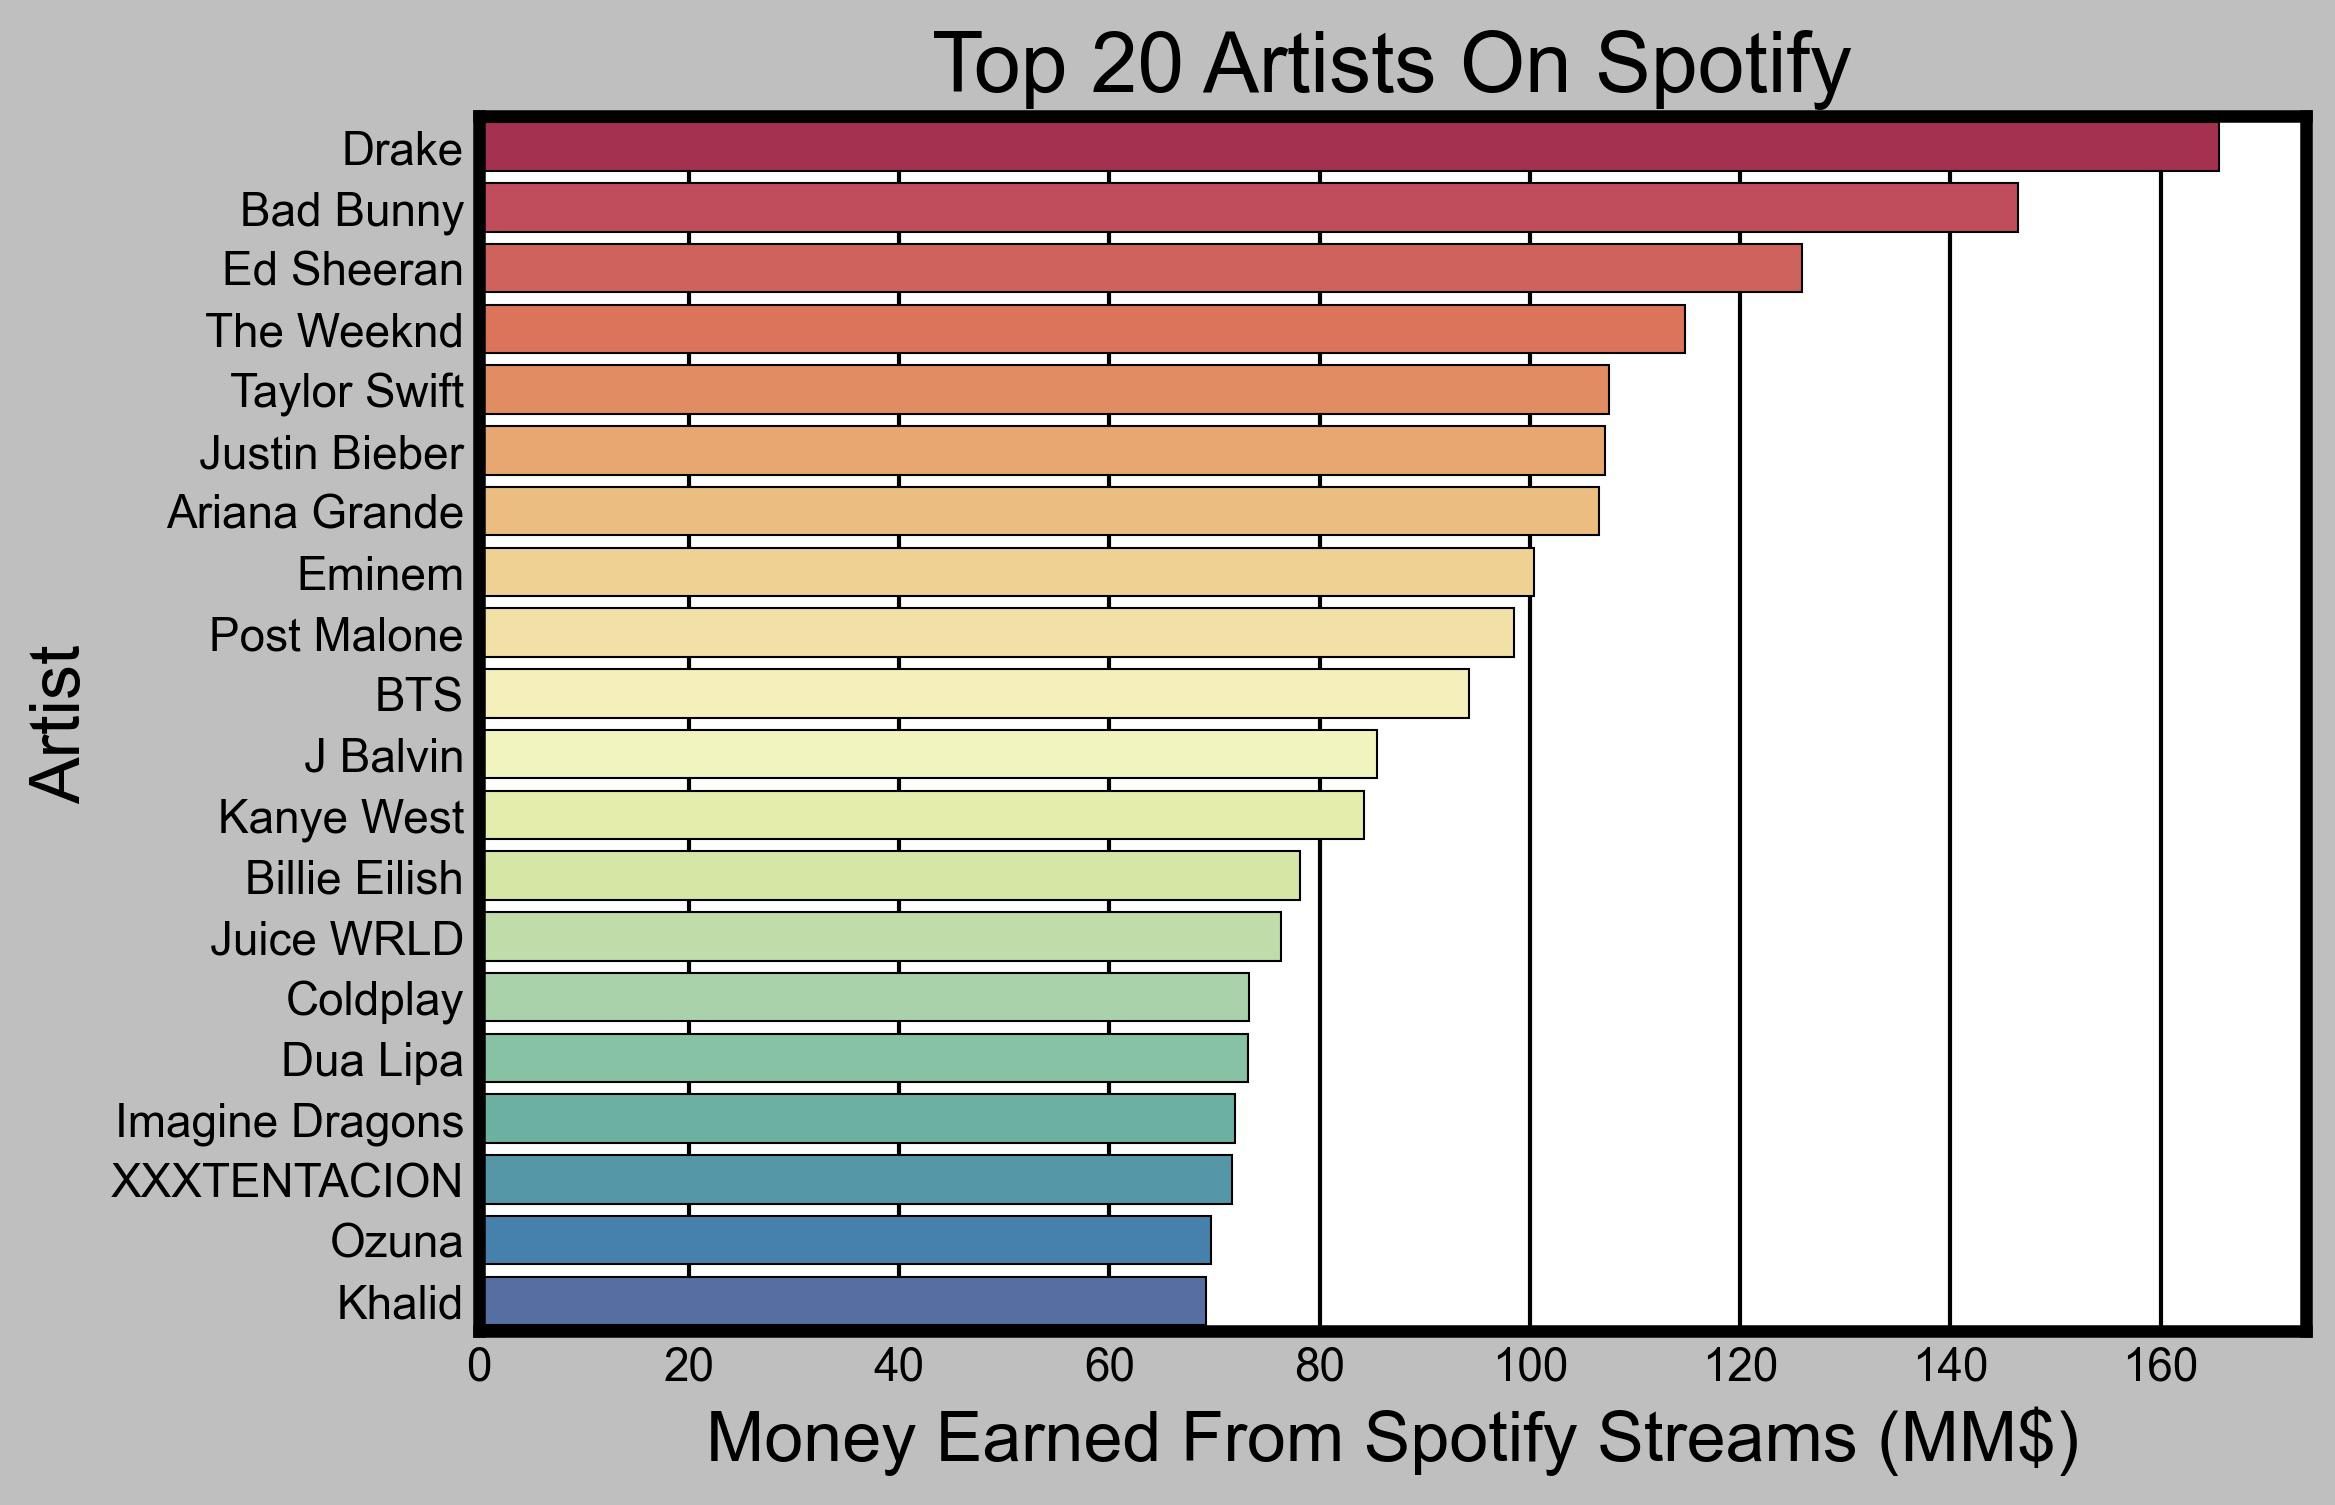 Top 20 Artists On Spotify
Drake
Bad Bunny
Ed Sheeran
The Weeknd
Taylor Swift
Justin Bieber
Ariana Grande
Eminem
Post Malone
BTS
J Balvin
Kanye West
Billie Eilish
Juice WRLD
Coldplay
Dua Lipa
Imagine Dragons
XXXTENTACION
Ozuna
Khalid
Artist
0 20 40 60 80 100 120 140 160
Money Earned From Spotify Streams (MM$)